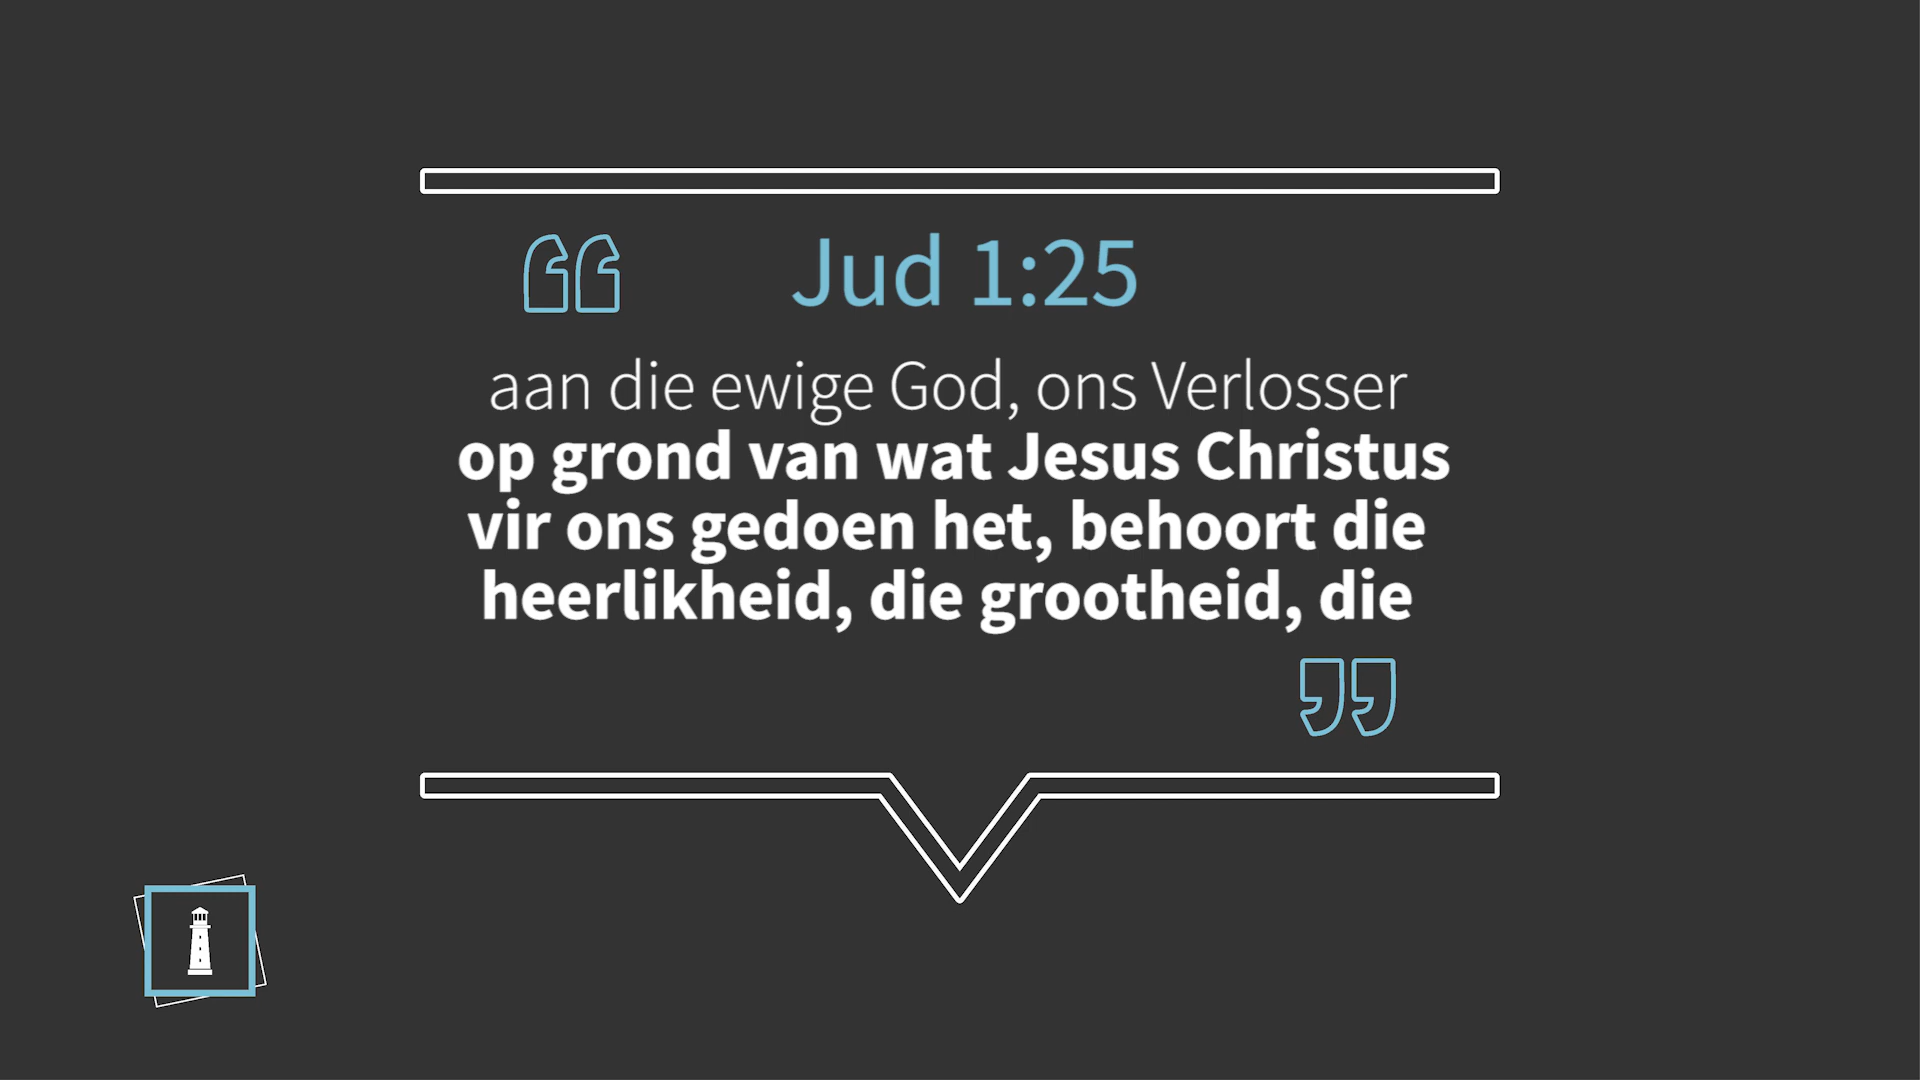 Jud 1:25
aan die ewige God, ons Verlosser
op grond van wat Jesus Christus
vir ons gedoen het, behoort die
heerlikheid, die grootheid, die